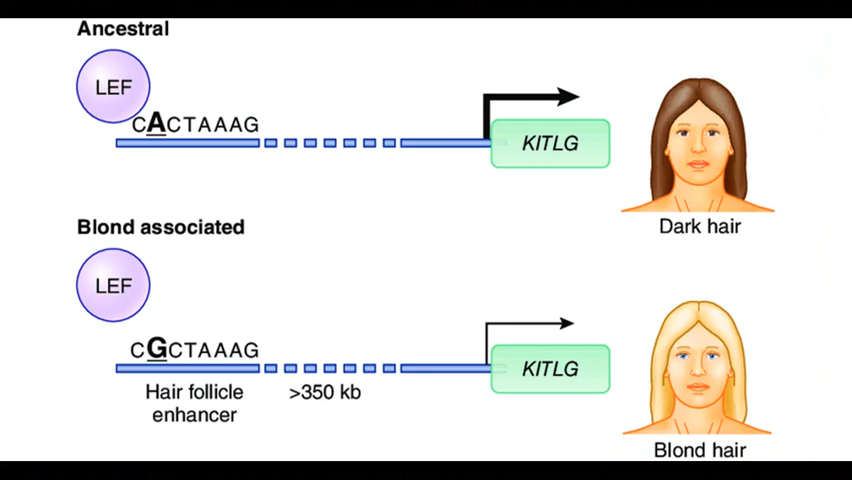 Ancestral
LEF
CACTAAAG
KITLG
Dark hair
Blond associated
LEF
CGCTAAAG
KITLG
Hair follicle
enhancer
>350 kb
Blond hair